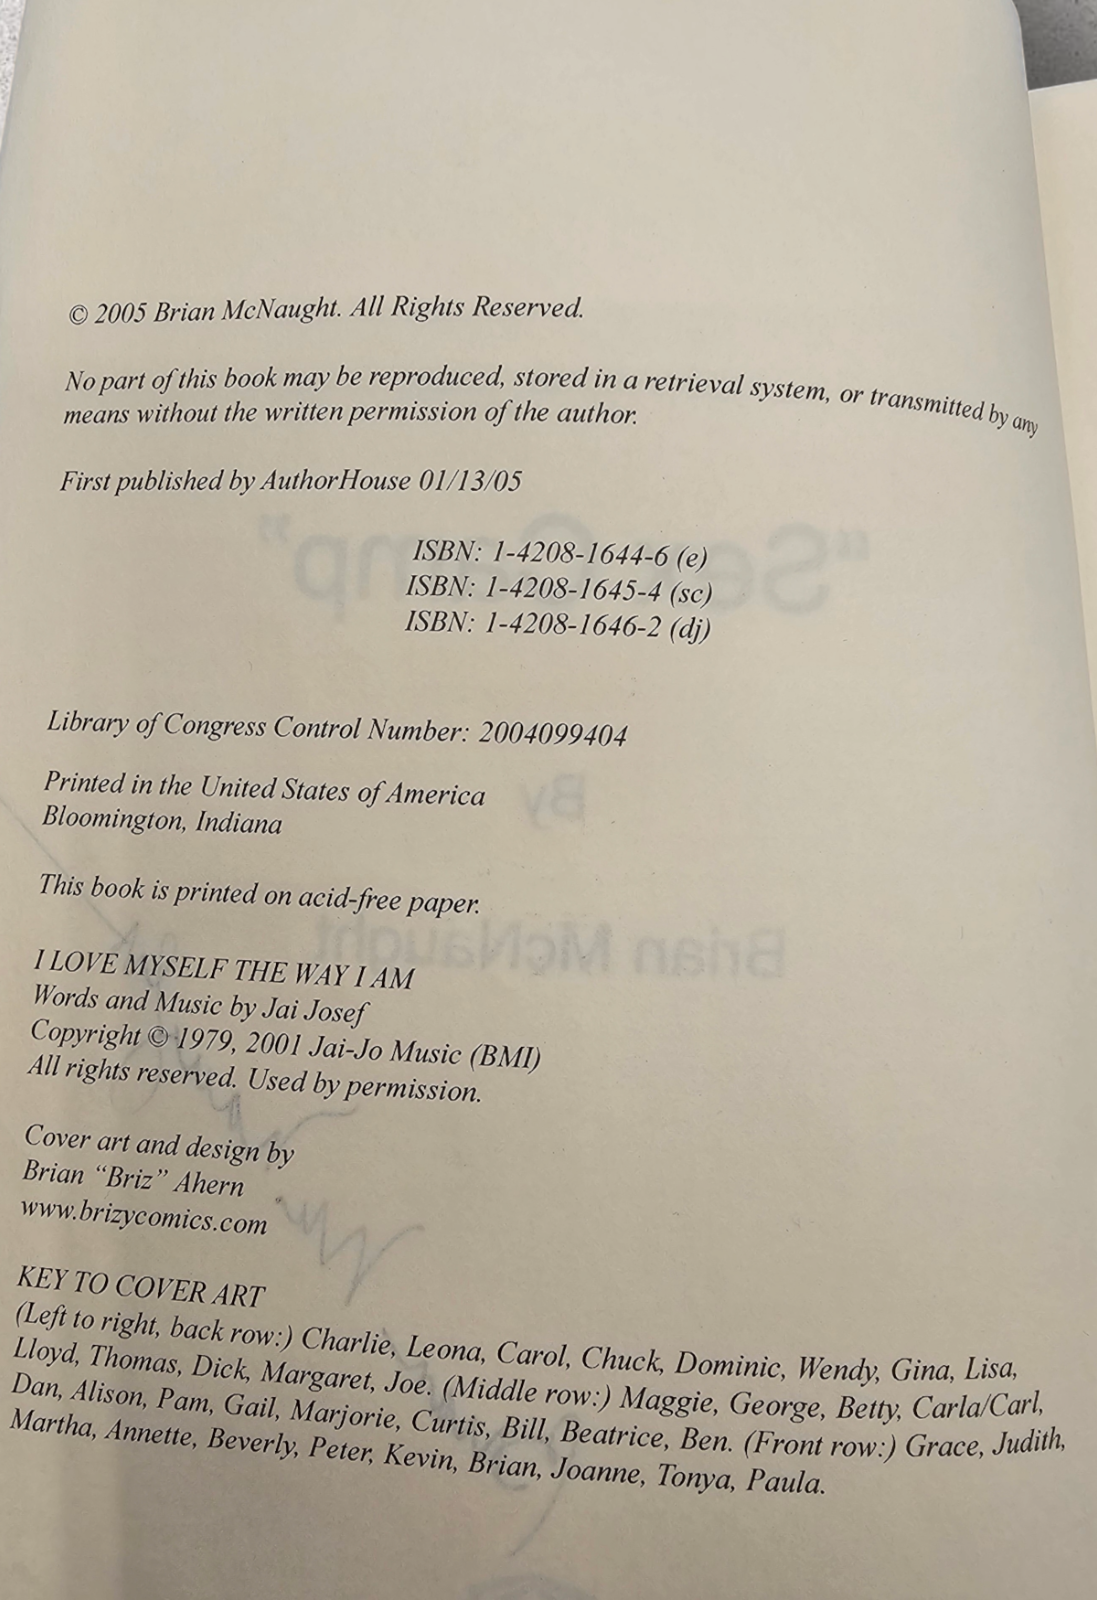 © 2005 Brian McNaught. All Rights Reserved.
No part of this book may be reproduced, stored in a retrieval system, or transmitted by any
means without the written permission of the author.
First published by AuthorHouse 01/13/05
ISBN: 1-4208-1644-6 (e)
ISBN: 1-4208-1645-4 (sc)
ISBN: 1-4208-1646-2 (dj)
Library of Congress Control Number: 2004099404
Printed in the United States of America
Bloomington, Indiana
This book is printed on acid-free paper.
I LOVE MYSELF THE WAY I AM
Words and Music by Jai Josef
Copyright © 1979, 2001 Jai-Jo Music (BMI)
All rights reserved. Used by permission.
Cover art and design by
Brian “Briz” Ahern
www.brizycomics.com
KEY TO COVER ART
(Left to right, back row:) Charlie, Leona, Carol, Chuck, Dominic, Wendy, Gina, Lisa,
Lloyd, Thomas, Dick, Margaret, Joe. (Middle row:) Maggie, George, Betty, Carla/Carl,
Dan, Alison, Pam, Gail, Marjorie, Curtis, Bill, Beatrice, Ben. (Front row:) Grace, Judith,
Martha, Annette, Beverly, Peter, Kevin, Brian, Joanne, Tonya, Paula.